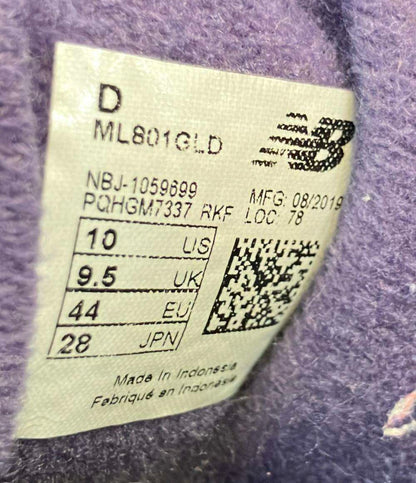 D
ML801GLD
NB
NBJ-1059699
PQHGM7337 RKF
MFG: 08/2019
LOC: 78
10 US
9.5 UK
44 EU
28 JPN
Made in Indonesia
Fabriqué en Indonésie